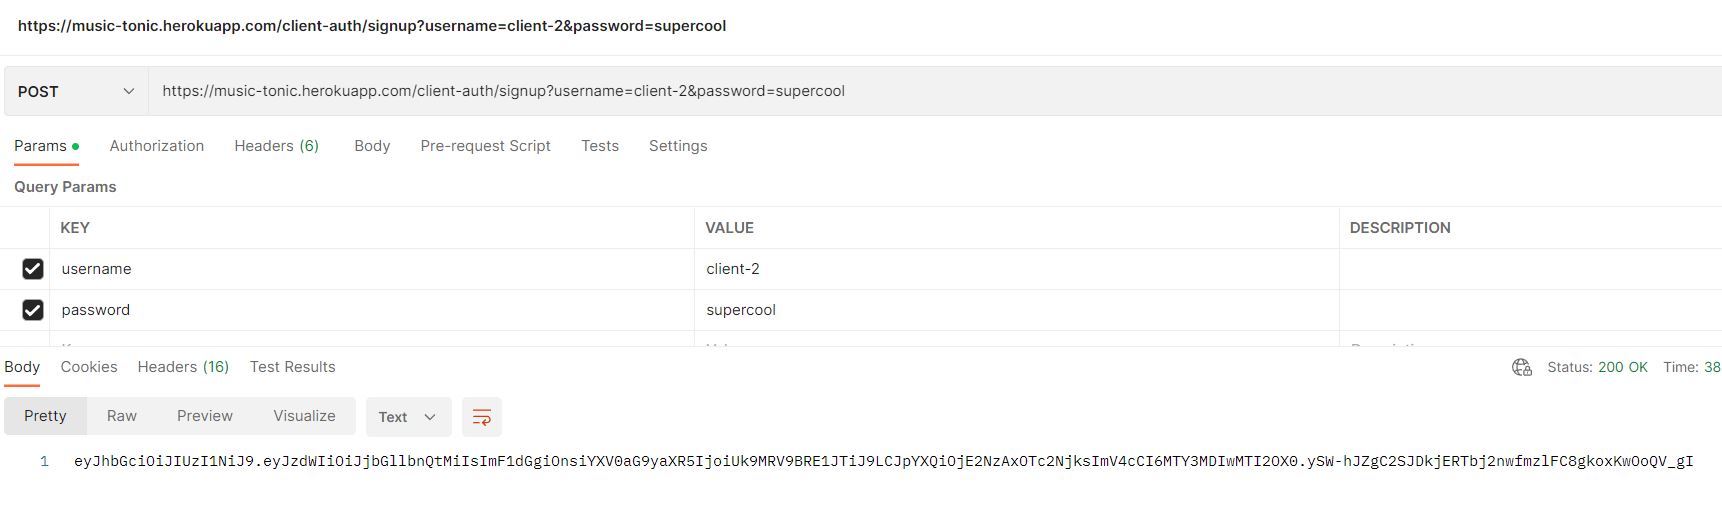 https://music-tonic.herokuapp.com/client-auth/signup?username=client-2&password=supercool
POST https://music-tonic.herokuapp.com/client-auth/signup?username=client-2&password=supercool
Params Authorization Headers (6) Body Pre-request Script Tests Settings
Query Params
KEY VALUE DESCRIPTION
username client-2
password supercool
Body Cookies Headers (16) Test Results Status: 200 OK Time: 38
Pretty Raw Preview Visualize Text
1 eyJhbGciOiJIUzI1NiJ9.eyJzdWIiOiJjbGllbnQtMiIsImF1dGgiOnsiYXV0aG9yaXR5IjoiUk9MRV9BRE1JTiJ9LCJpYXQiOjE2NzAxOTc2NjksImV4cCI6MTY3MDIwMTI2OX0.ySW-hJZgC2SJDkjERTbj2nwfmzlFC8gkoxKwOoQV_gI